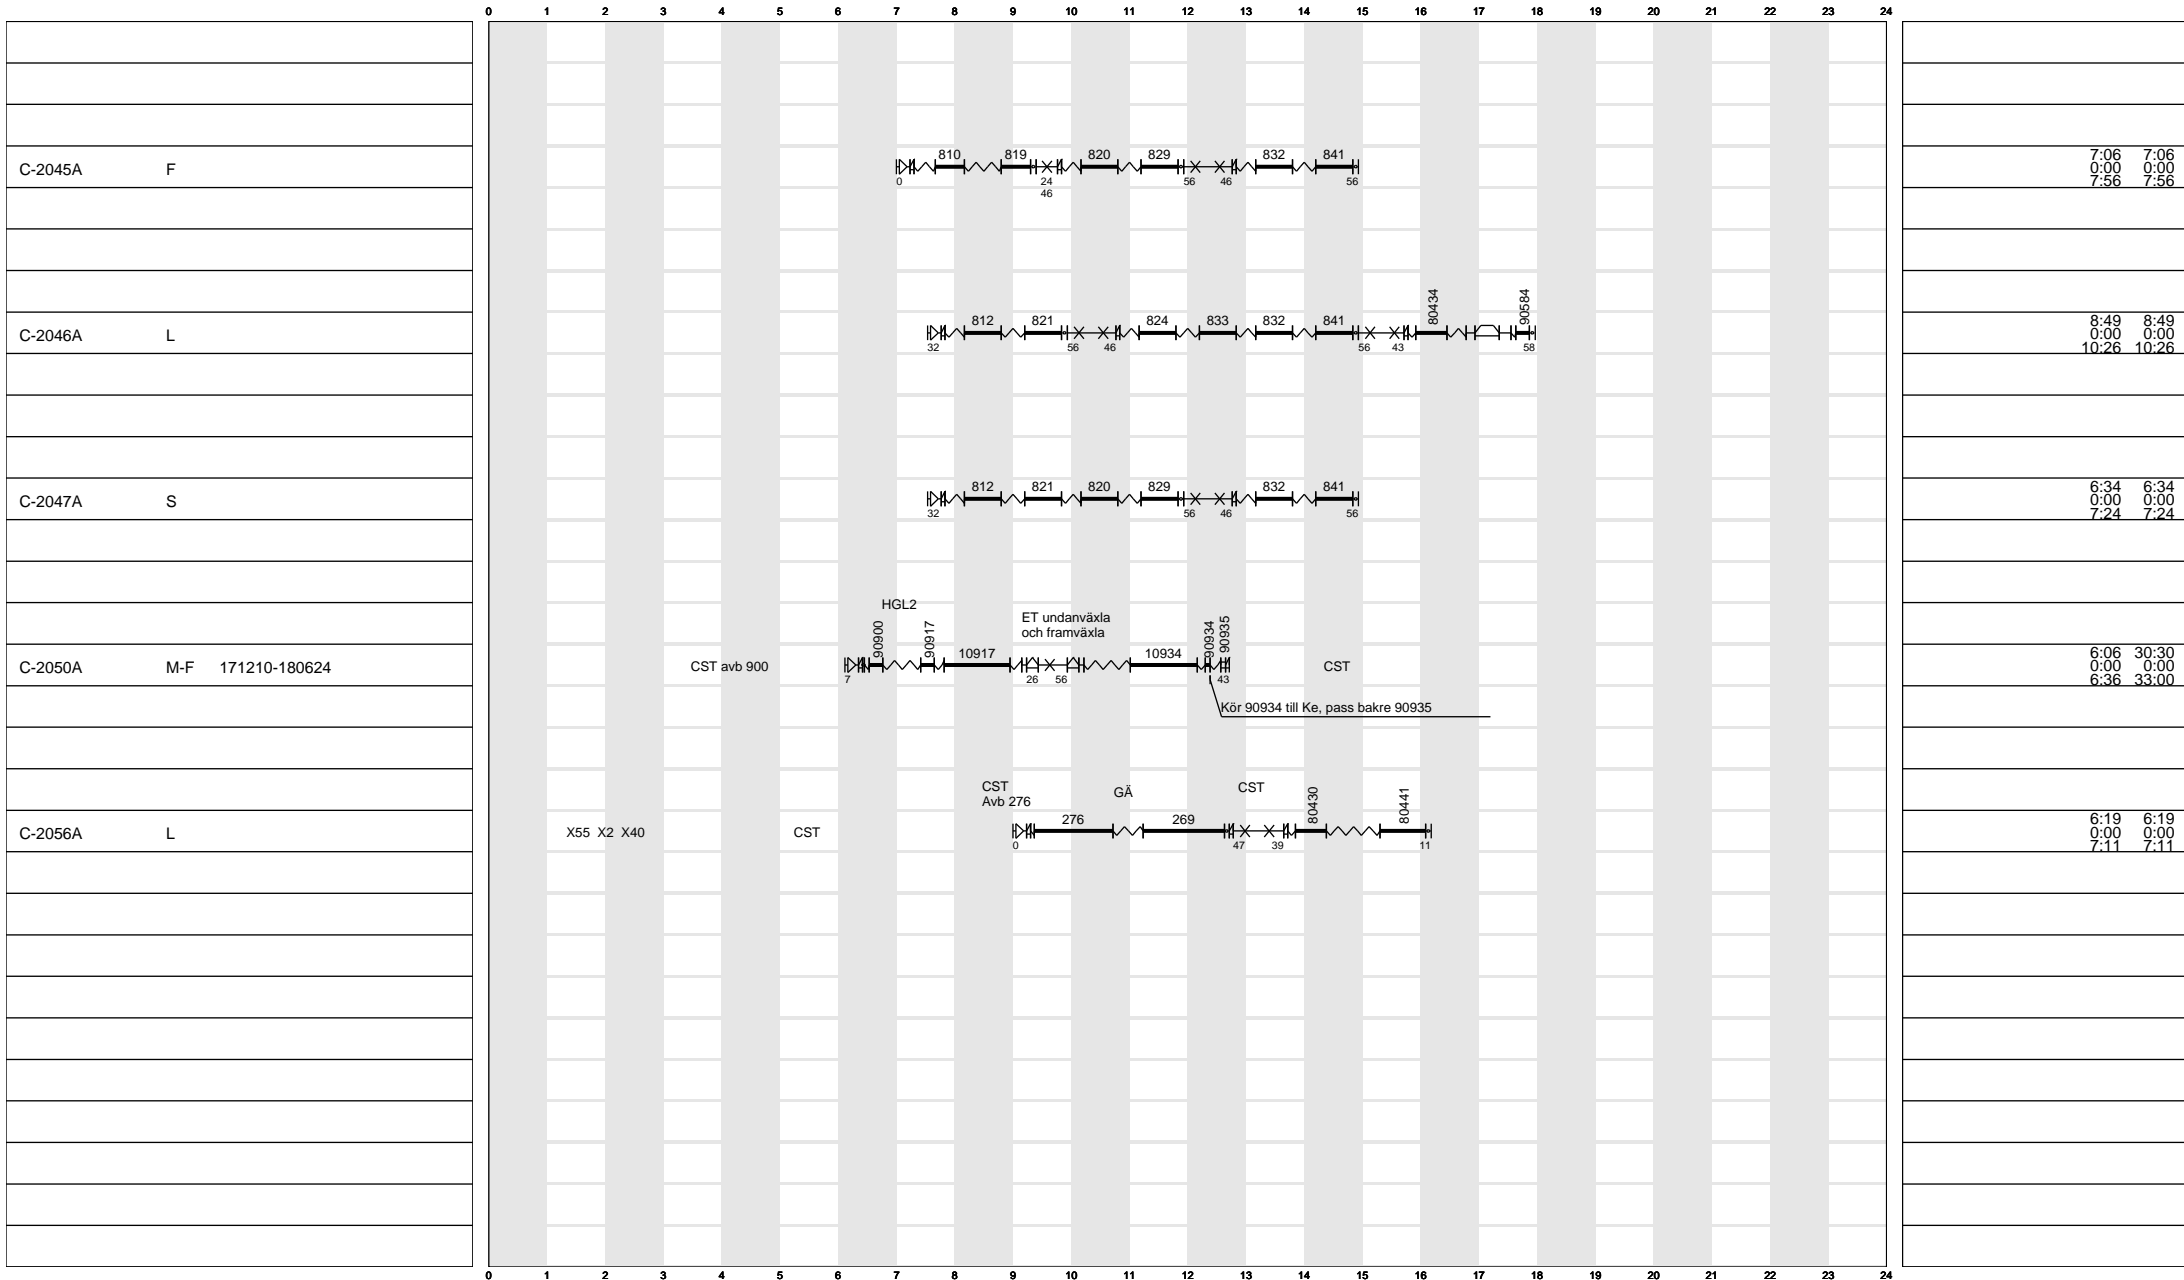 0 1 2 3 4 5 6 7 8 9 10 11 12 13 14 15 16 17 18 19 20 21 22 23 24
810 819 820 829 832 841
C-2045A F
7:06 7:06
0:00 0:00
7:56 7:56
0 24 56 46 56
46
80434 90584
812 821 824 833 832 841
C-2046A L
8:49 8:49
0:00 0:00
10:26 10:26
32 56 46 56 43 58
812 821 820 829 832 841
C-2047A S
6:34 6:34
0:00 0:00
7:24 7:24
32 56 46 56
HGL2
ET undanväxla
och framväxla
90900 90917 10917 10934 90934 90935
C-2050A M-F 171210-180624 CST avb 900 CST
6:06 30:30
0:00 0:00
6:36 33:00
7 26 56 43
Kör 90934 till Ke, pass bakre 90935
CST
Avb 276
GÄ
CST
276 269 80430 80441
C-2056A L X55 X2 X40 CST
6:19 6:19
0:00 0:00
7:11 7:11
0 47 39 11
0 1 2 3 4 5 6 7 8 9 10 11 12 13 14 15 16 17 18 19 20 21 22 23 24